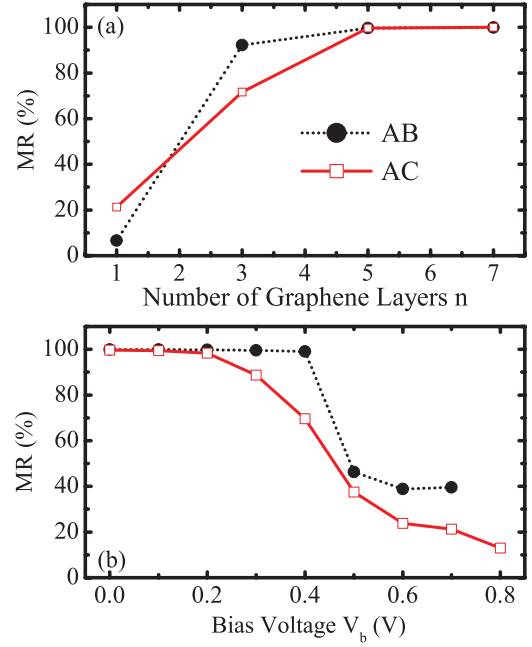 100
(a)
80
60
40
20
0
MR (%)
AB
AC
1 2 3 4 5 6 7
Number of Graphene Layers n
100
80
60
40
20
0
MR (%)
(b)
0.0 0.2 0.4 0.6 0.8
Bias Voltage V_b (V)